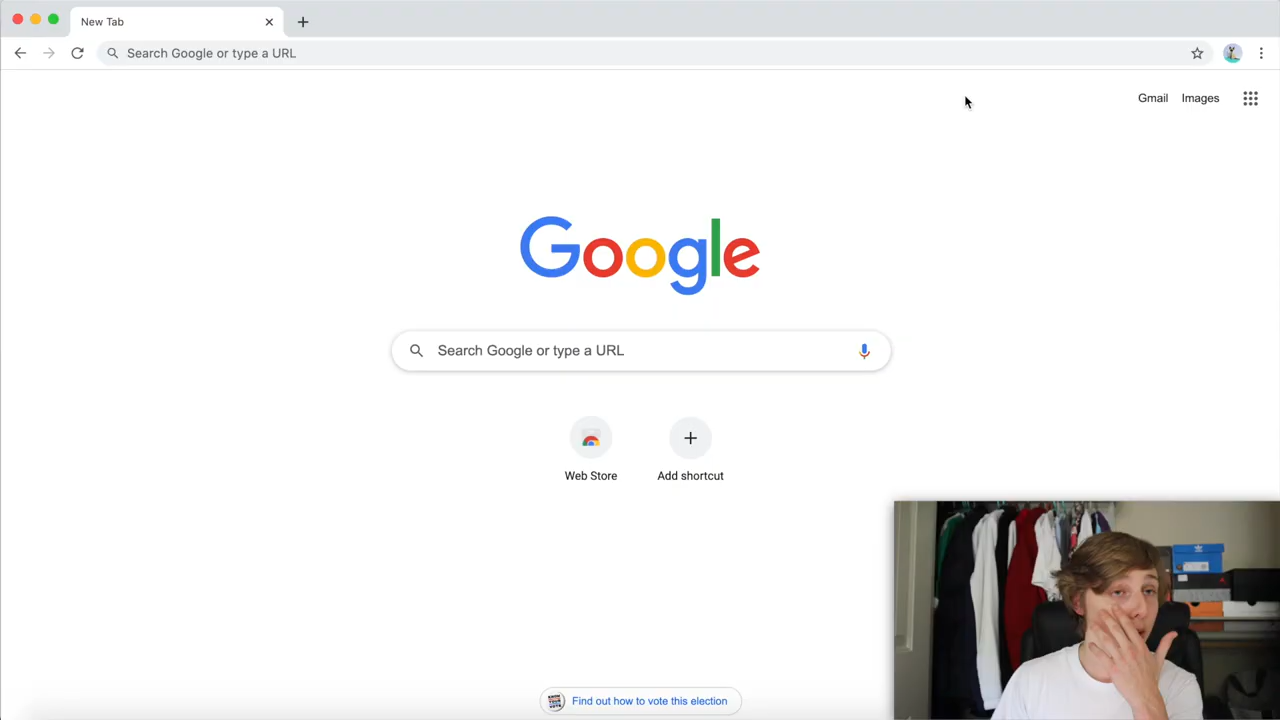 New Tab
Search Google or type a URL
Gmail Images
Google
Search Google or type a URL
Web Store Add shortcut
Find out how to vote this election